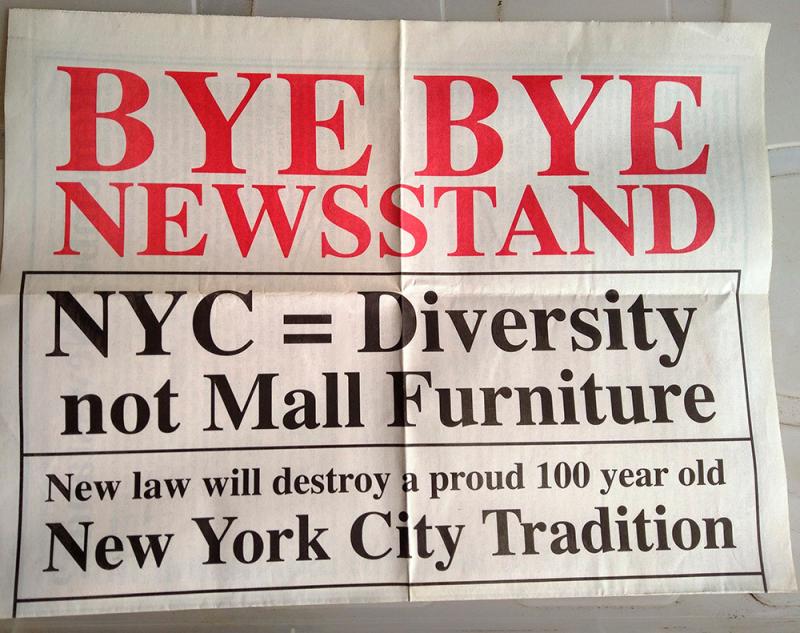 BYE BYE
NEWSSTAND
NYC = Diversity
not Mall Furniture
New law will destroy a proud 100 year old
New York City Tradition